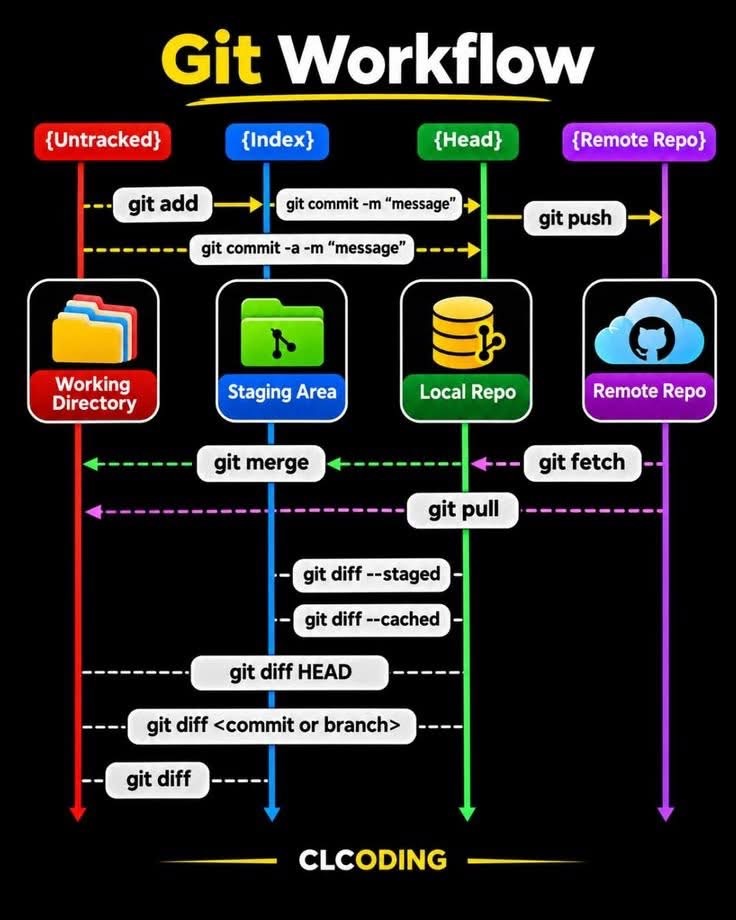 Git Workflow
{Untracked} {Index} {Head} {Remote Repo}
git add git commit -m “message” git push
git commit -a -m “message”
Working
Directory
Staging Area
Local Repo
Remote Repo
git merge git fetch
git pull
git diff --staged
git diff --cached
git diff HEAD
git diff <commit or branch>
git diff
CLCODING